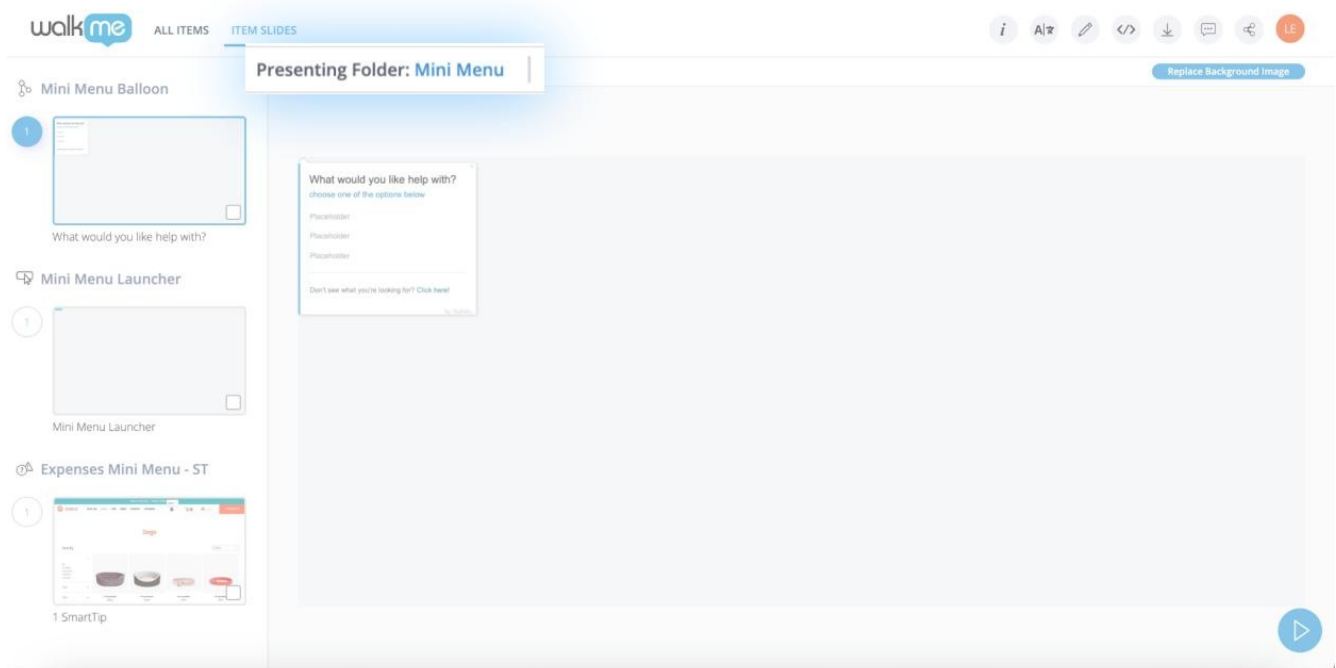 walkme
ALL ITEMS
ITEM SLIDES
i
A
</>
LE
Presenting Folder: Mini Menu
Replace Background Image
Mini Menu Balloon
1
What would you like help with?
Mini Menu Launcher
1
Mini Menu Launcher
Expenses Mini Menu - ST
1
Dogs
1 SmartTip
What would you like help with?
choose one of the options below
Placeholder
Placeholder
Placeholder
Don't see what you're looking for? Click here!